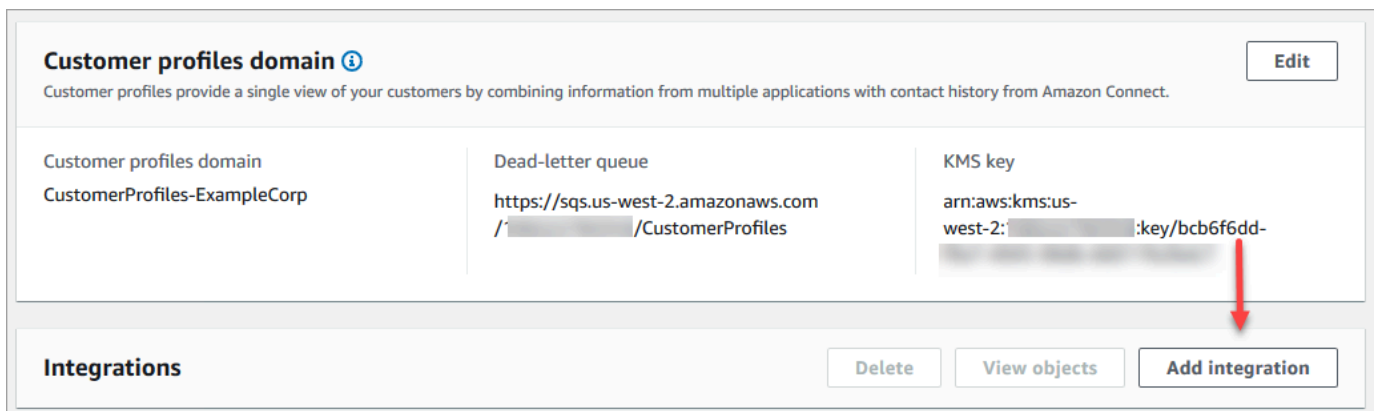 Customer profiles domain
Edit
Customer profiles provide a single view of your customers by combining information from multiple applications with contact history from Amazon Connect.
Customer profiles domain
CustomerProfiles-ExampleCorp
Dead-letter queue
https://sqs.us-west-2.amazonaws.com
/ /CustomerProfiles
KMS key
arn:aws:kms:us-
west-2: :key/bcb6f6dd-
Integrations
Delete
View objects
Add integration